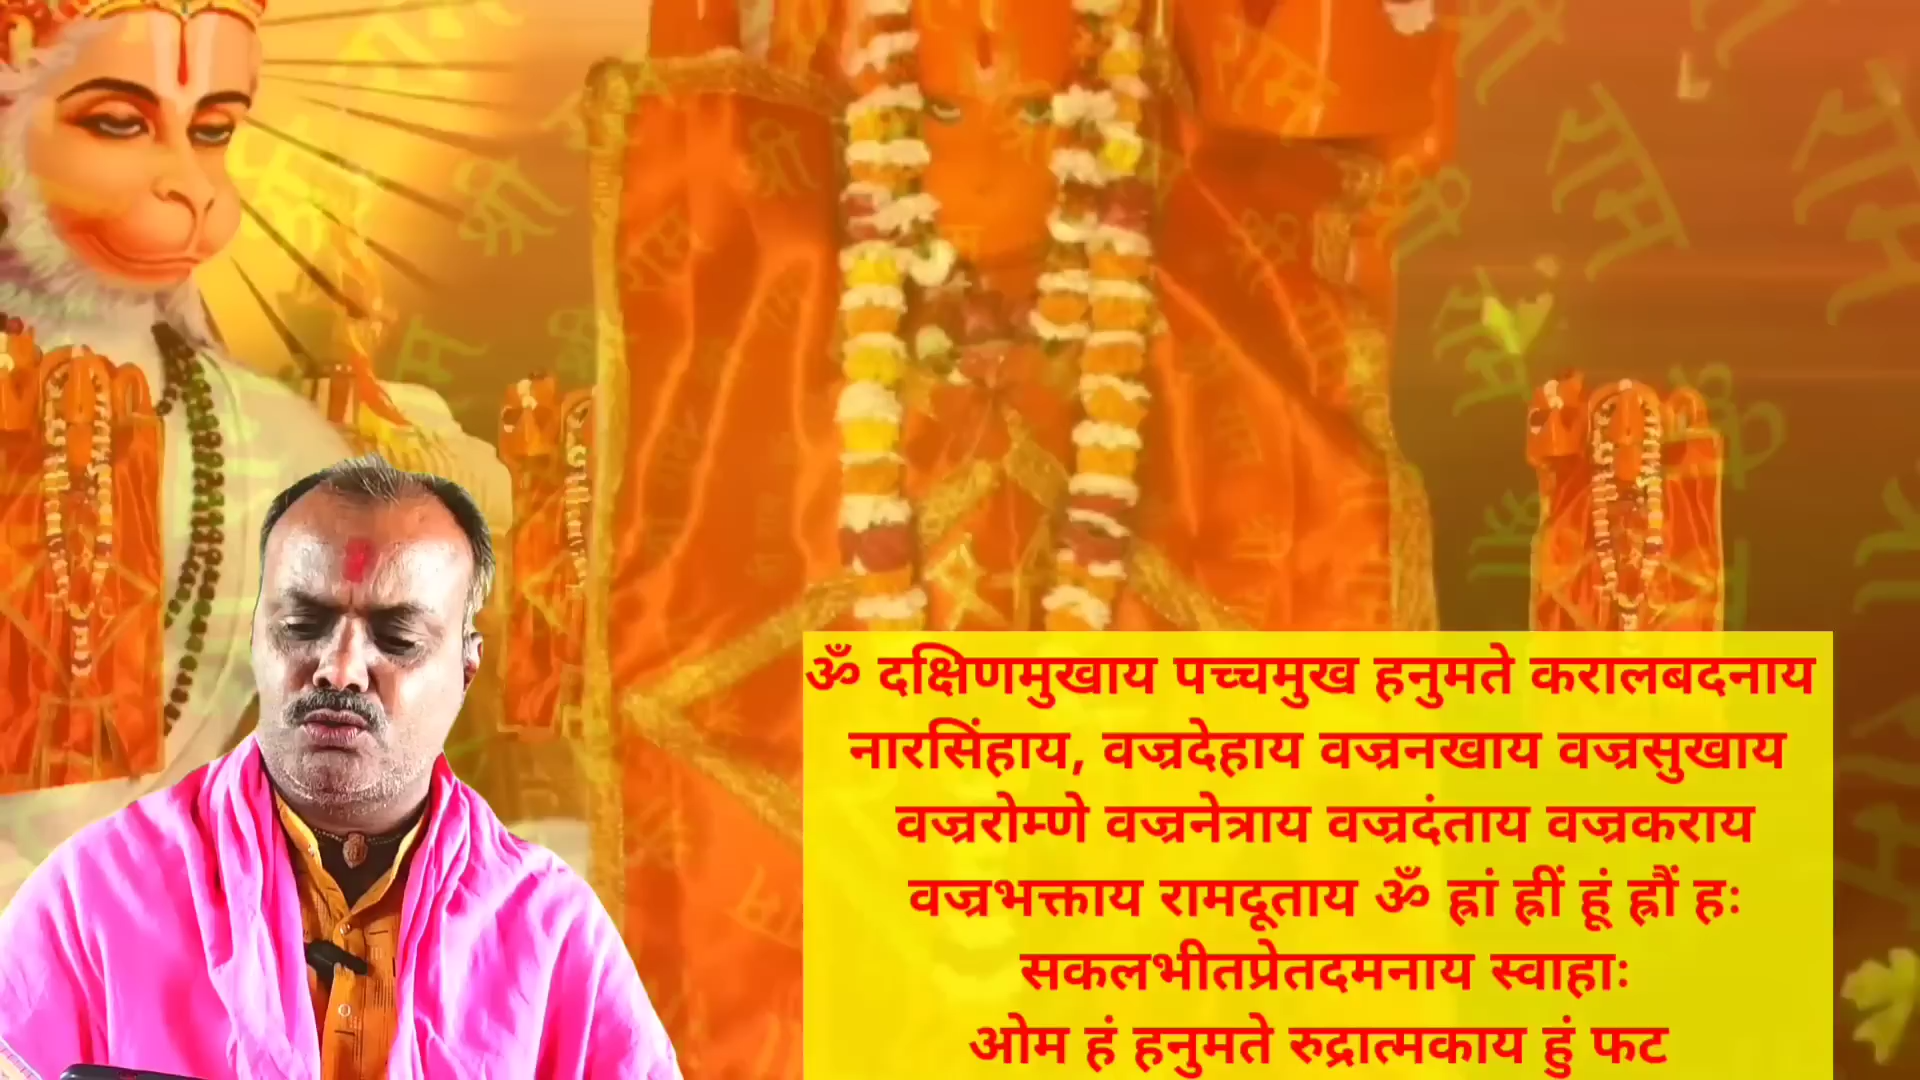 ॐ दक्षिणमुखाय पच्चमुख हनुमते करालबदनाय
नारसिंहाय, वज्रदेहाय वज्रनखाय वज्रसुखाय
वज्ररोम्णे वज्रनेत्राय वज्रदंताय वज्रकराय
वज्रभक्ताय रामदूताय ॐ ह्रां ह्रीं हूं ह्रौं हः
सकलभीतप्रेतदमनाय स्वाहाः
ओम हं हनुमते रुद्रात्मकाय हुं फट